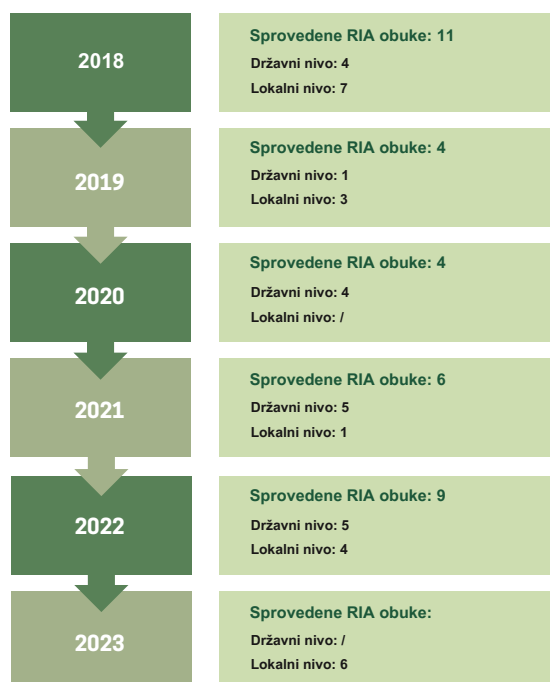 2018
Sprovedene RIA obuke: 11
Državni nivo: 4
Lokalni nivo: 7
2019
Sprovedene RIA obuke: 4
Državni nivo: 1
Lokalni nivo: 3
2020
Sprovedene RIA obuke: 4
Državni nivo: 4
Lokalni nivo: /
2021
Sprovedene RIA obuke: 6
Državni nivo: 5
Lokalni nivo: 1
2022
Sprovedene RIA obuke: 9
Državni nivo: 5
Lokalni nivo: 4
2023
Sprovedene RIA obuke:
Državni nivo: /
Lokalni nivo: 6